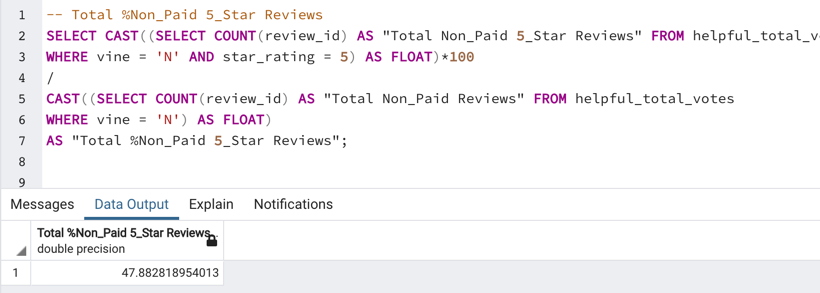 1 -- Total %Non_Paid 5_Star Reviews
2 SELECT CAST((SELECT COUNT(review_id) AS "Total Non_Paid 5_Star Reviews" FROM helpful_total_v
3 WHERE vine = 'N' AND star_rating = 5) AS FLOAT)*100
4 /
5 CAST((SELECT COUNT(review_id) AS "Total Non_Paid Reviews" FROM helpful_total_votes
6 WHERE vine = 'N') AS FLOAT)
7 AS "Total %Non_Paid 5_Star Reviews";
8
9
Messages Data Output Explain Notifications
Total %Non_Paid 5_Star Reviews..
double precision
1 47.882818954013